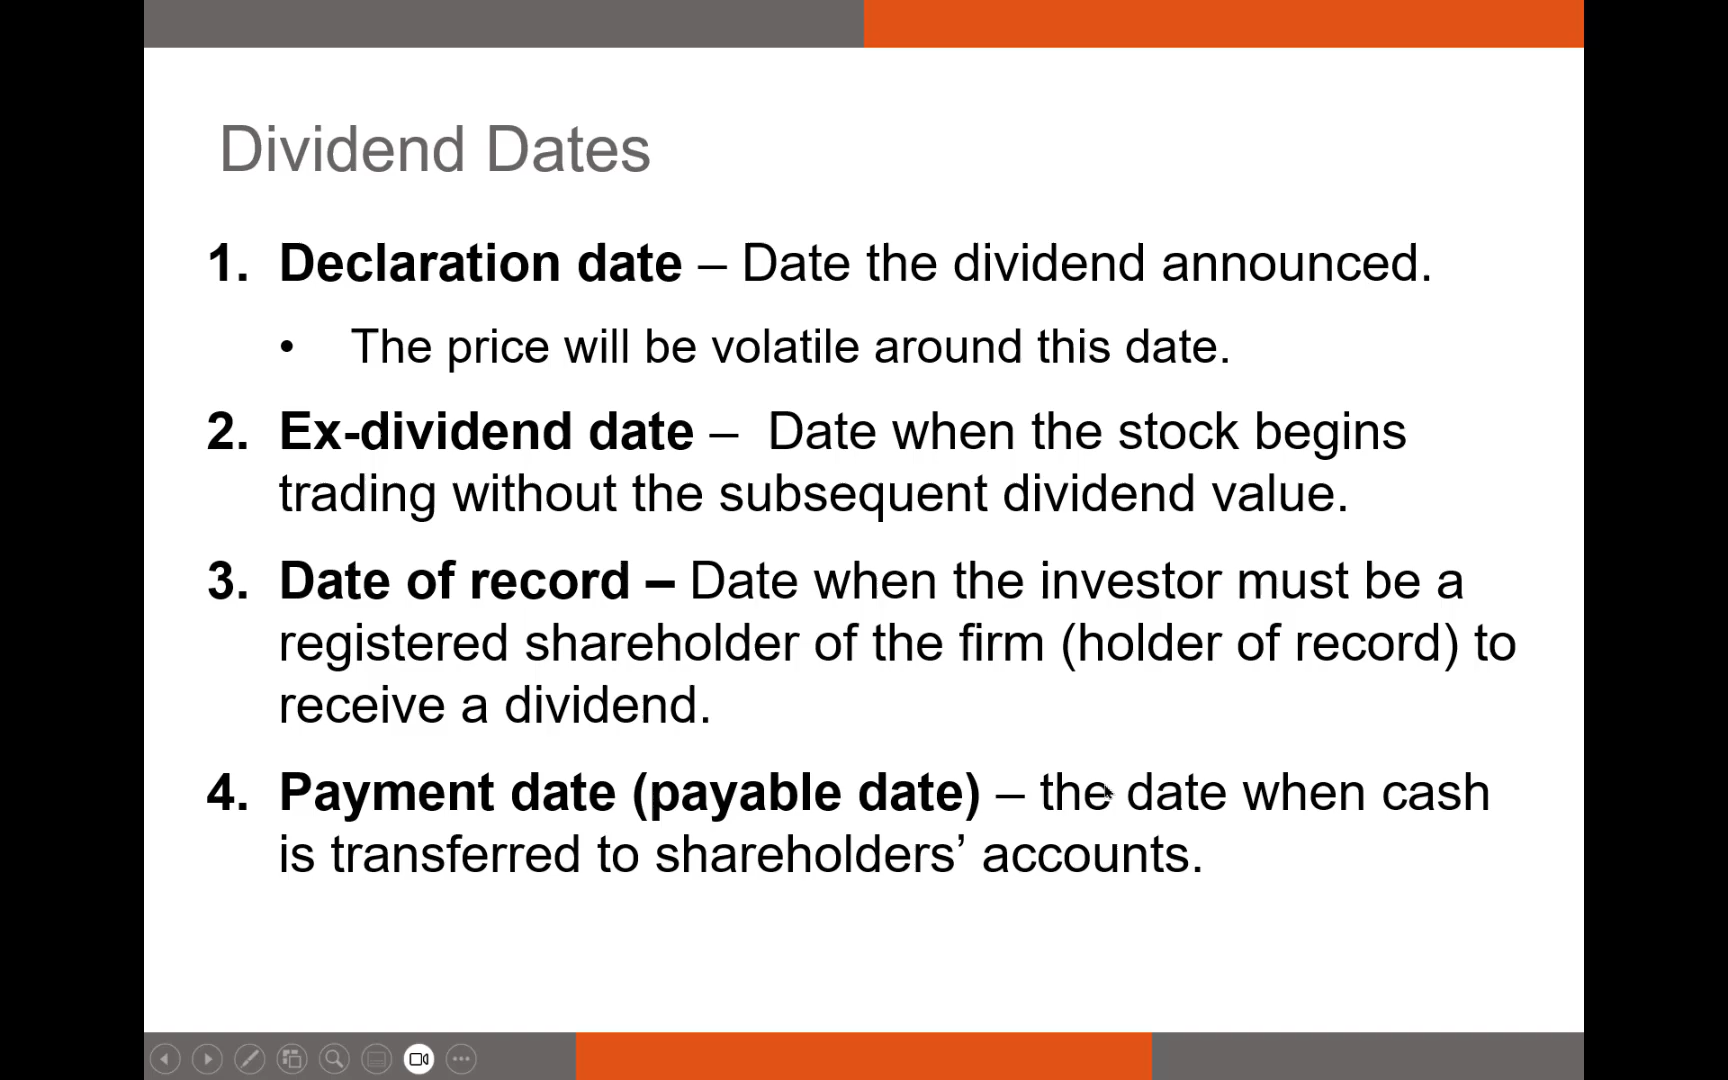 Dividend Dates
1. Declaration date – Date the dividend announced.
• The price will be volatile around this date.
2. Ex-dividend date – Date when the stock begins
trading without the subsequent dividend value.
3. Date of record – Date when the investor must be a
registered shareholder of the firm (holder of record) to
receive a dividend.
4. Payment date (payable date) – the date when cash
is transferred to shareholders’ accounts.